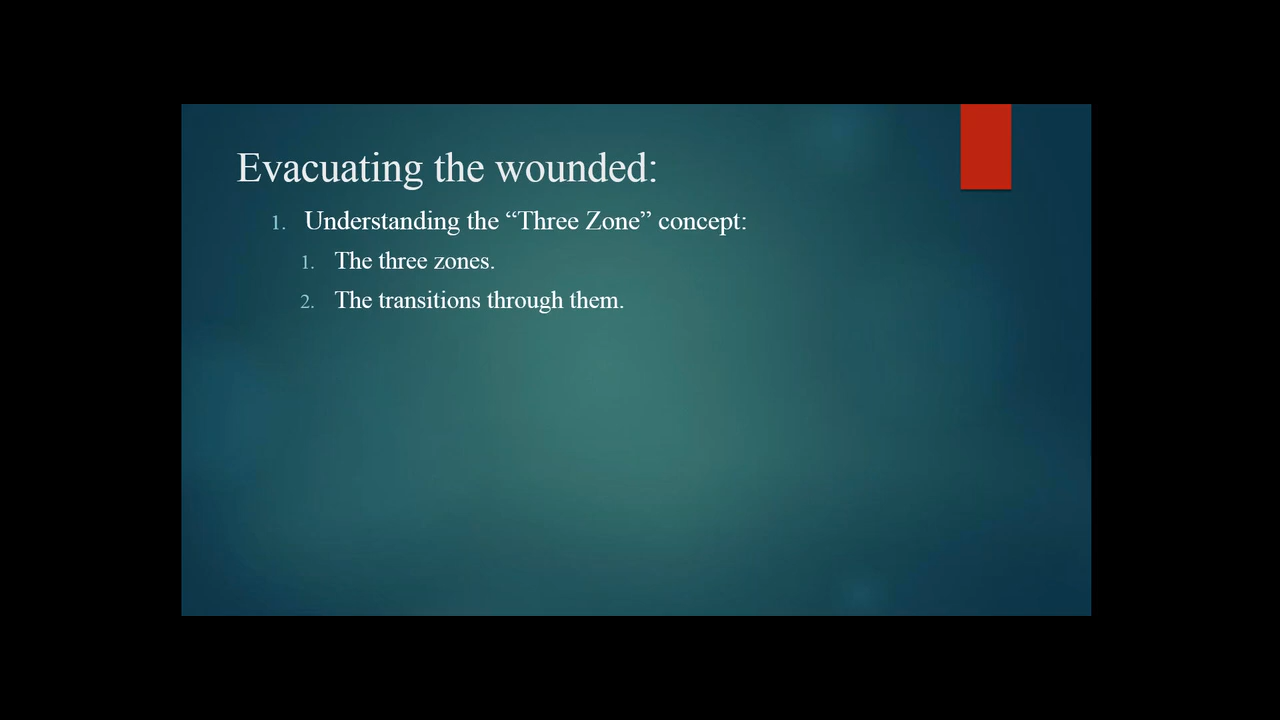 Evacuating the wounded:
1. Understanding the “Three Zone” concept:
1. The three zones.
2. The transitions through them.